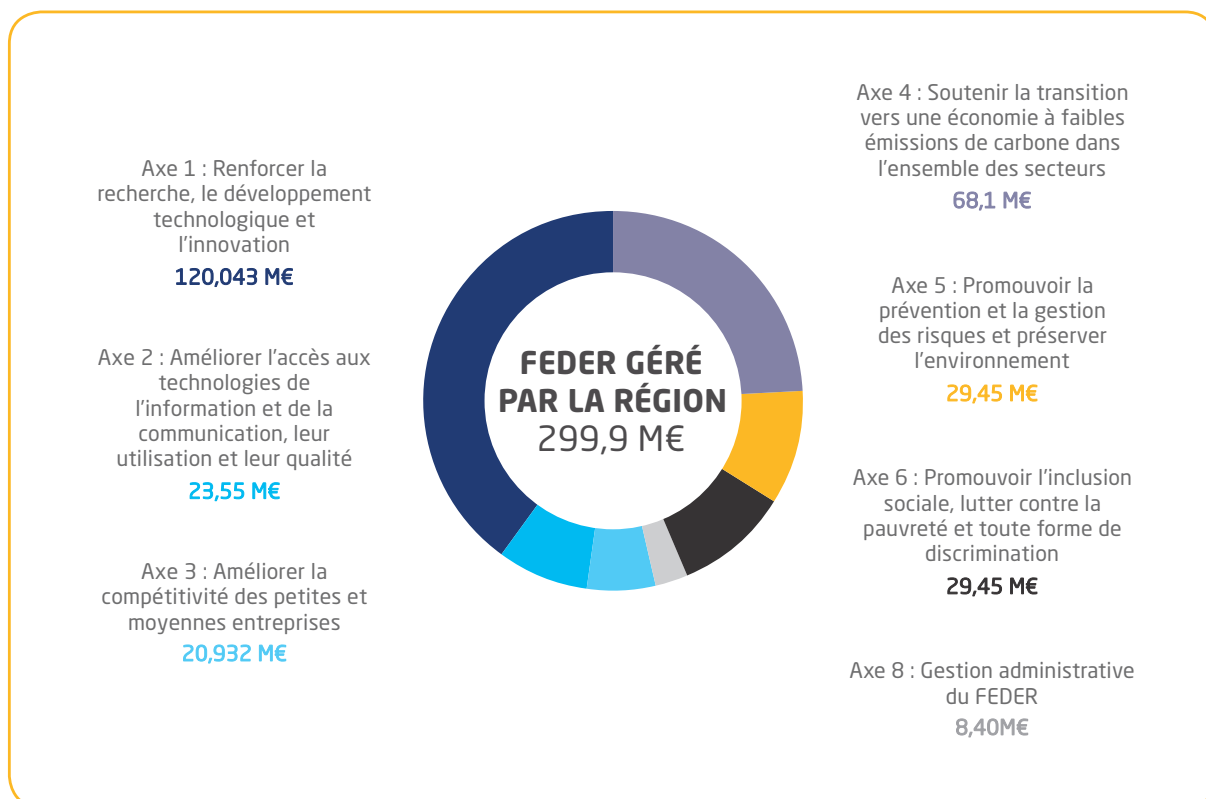 Axe 1 : Renforcer la
recherche, le développement
technologique et
l'innovation
120,043 M€
Axe 2 : Améliorer l'accès aux
technologies de
l'information et de la
communication, leur
utilisation et leur qualité
23,55 M€
Axe 3 : Améliorer la
compétitivité des petites et
moyennes entreprises
20,932 M€
FEDER GÉRÉ
PAR LA RÉGION
299,9 M€
Axe 4 : Soutenir la transition
vers une économie à faibles
émissions de carbone dans
l'ensemble des secteurs
68,1 M€
Axe 5 : Promouvoir la
prévention et la gestion
des risques et préserver
l'environnement
29,45 M€
Axe 6 : Promouvoir l'inclusion
sociale, lutter contre la
pauvreté et toute forme de
discrimination
29,45 M€
Axe 8 : Gestion administrative
du FEDER
8,40M€